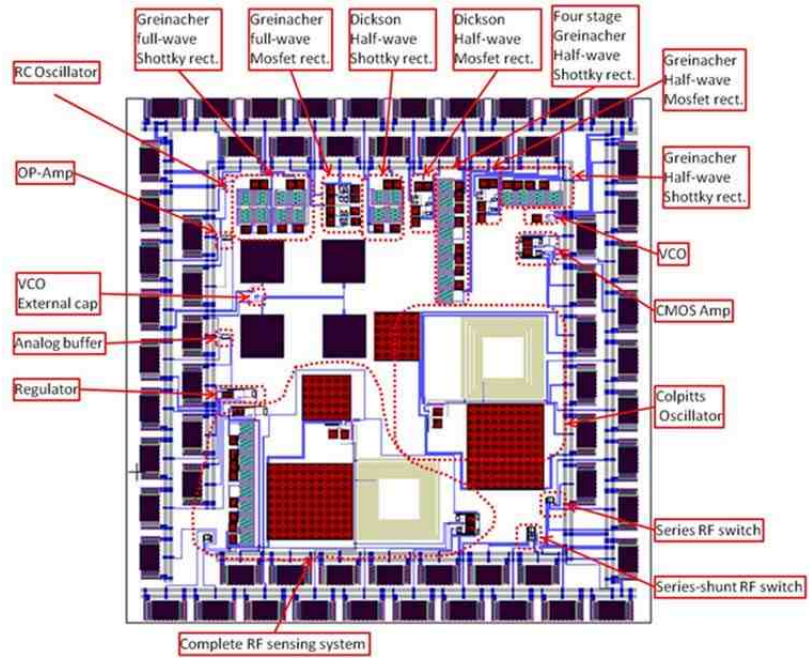 Greinacher
full-wave
Shottky rect.
Greinacher
full-wave
Mosfet rect.
Dickson
Half-wave
Shottky rect.
Dickson
Half-wave
Mosfet rect.
Four stage
Greinacher
Half-wave
Shottky rect.
Greinacher
Half-wave
Mosfet rect.
RC Oscillator
OP-Amp
Greinacher
Half-wave
Shottky rect.
VCO
VCO
External cap
CMOS Amp
Analog buffer
Regulator
Colpitts
Oscillator
Series RF switch
Series-shunt RF switch
Complete RF sensing system